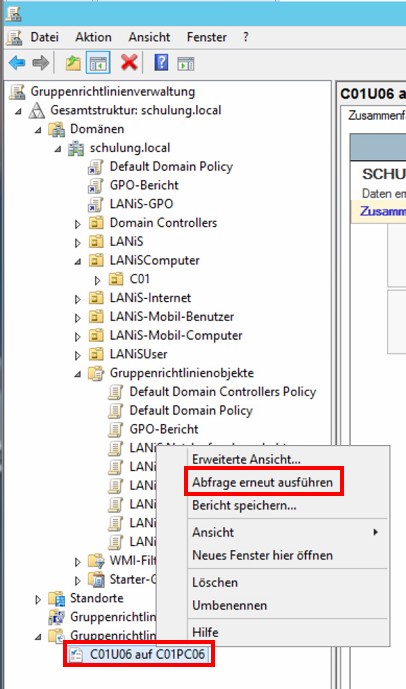 Datei Aktion Ansicht Fenster ?
Gruppenrichtlinienverwaltung
Gesamtstruktur: schulung.local
Domänen
schulung.local
Default Domain Policy
GPO-Bericht
LANiS-GPO
Domain Controllers
LANiS
LANiSComputer
C01
LANiS-Internet
LANiS-Mobil-Benutzer
LANiS-Mobil-Computer
LANiSUser
Gruppenrichtlinienobjekte
Default Domain Controllers Policy
Default Domain Policy
GPO-Bericht
LANi
LANi
LANi
LANi
LANi
LANi
WMI-Filt
Starter-G
Standorte
Gruppenrichtlin
Gruppenrichtlin
C01U06 auf C01PC06
Erweiterte Ansicht...
Abfrage erneut ausführen
Bericht speichern...
Ansicht
Neues Fenster hier öffnen
Löschen
Umbenennen
Hilfe
C01U06 a
Zusammenf
SCHU
Daten en
Zusamm